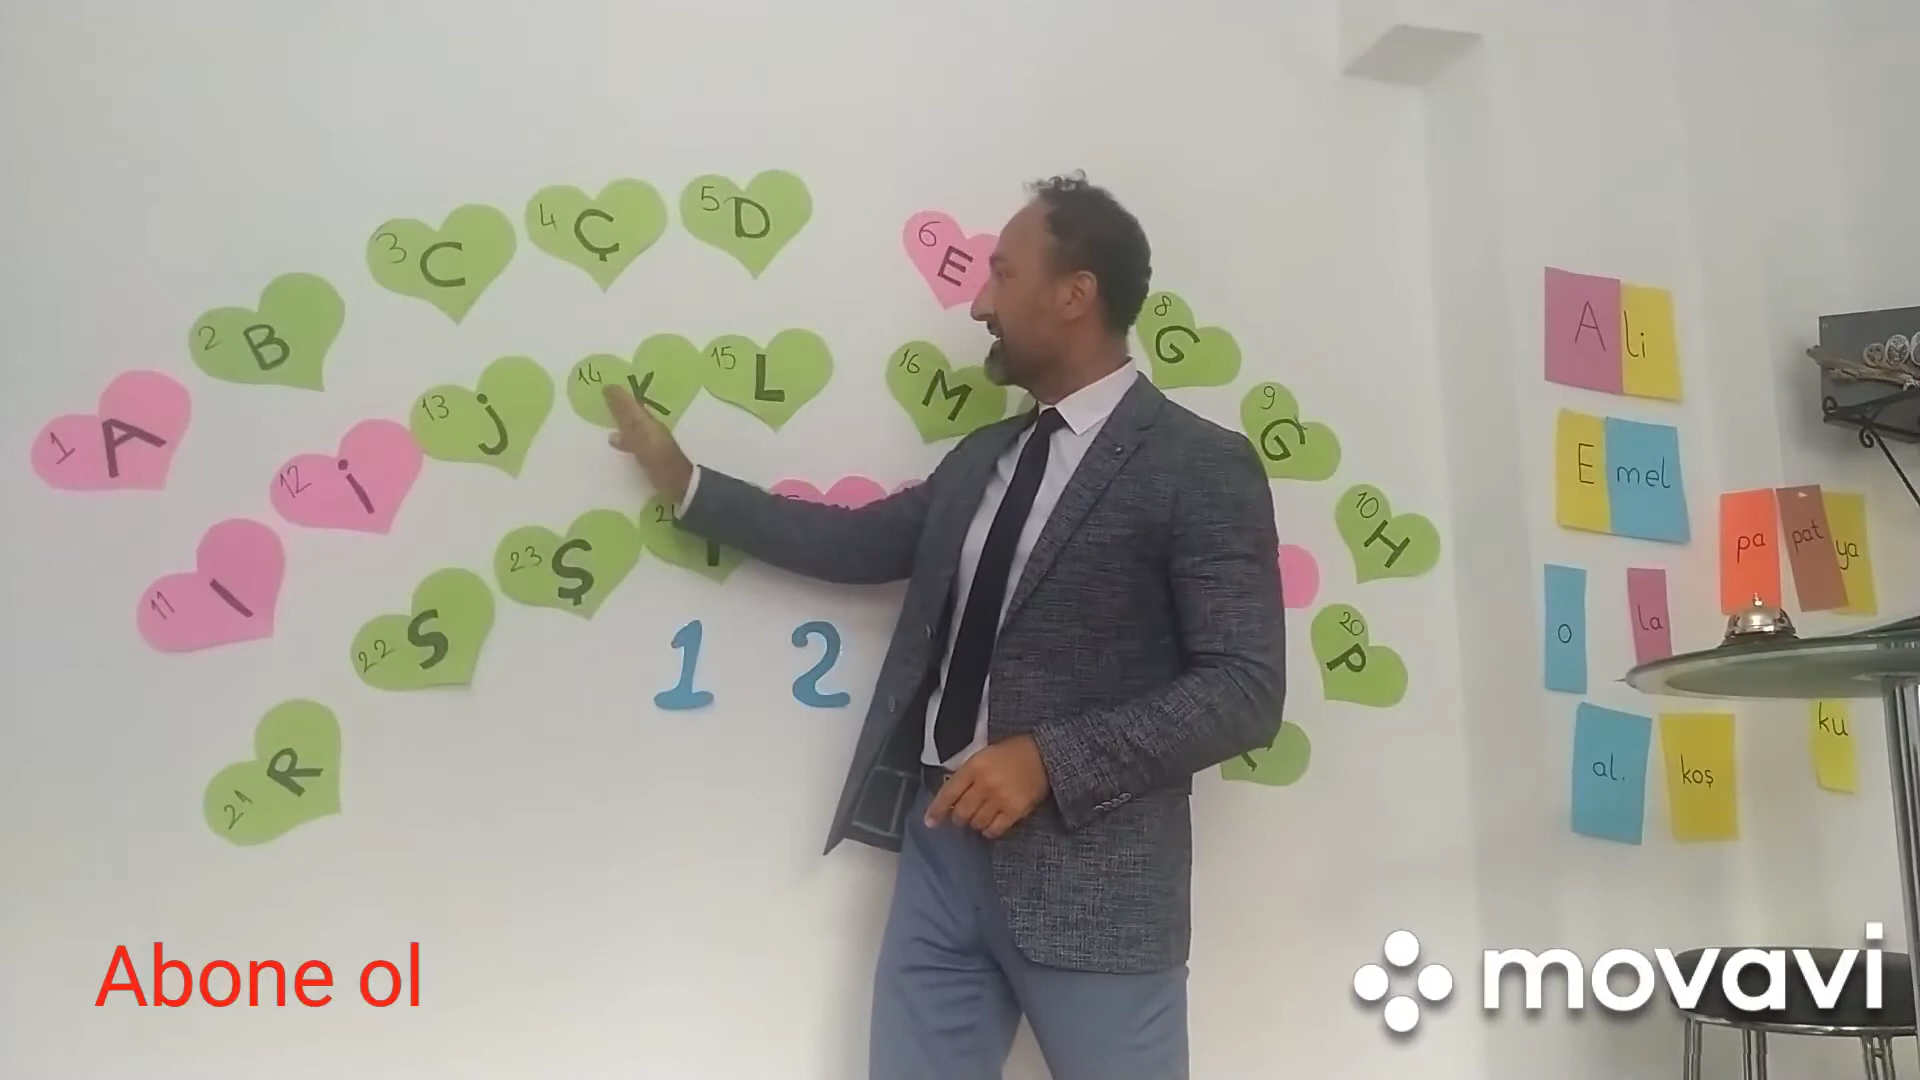 1 A
2 B
3 C
4 Ç
5 D
6 E
8 G
9 G
10 H
11 I
12 i
13 j
14 K
15 L
16 M
20 P
21 R
22 S
23 Ş
1 2
A li
E mel
o la
pa pat ya
al. koş ku
Abone ol
movavi